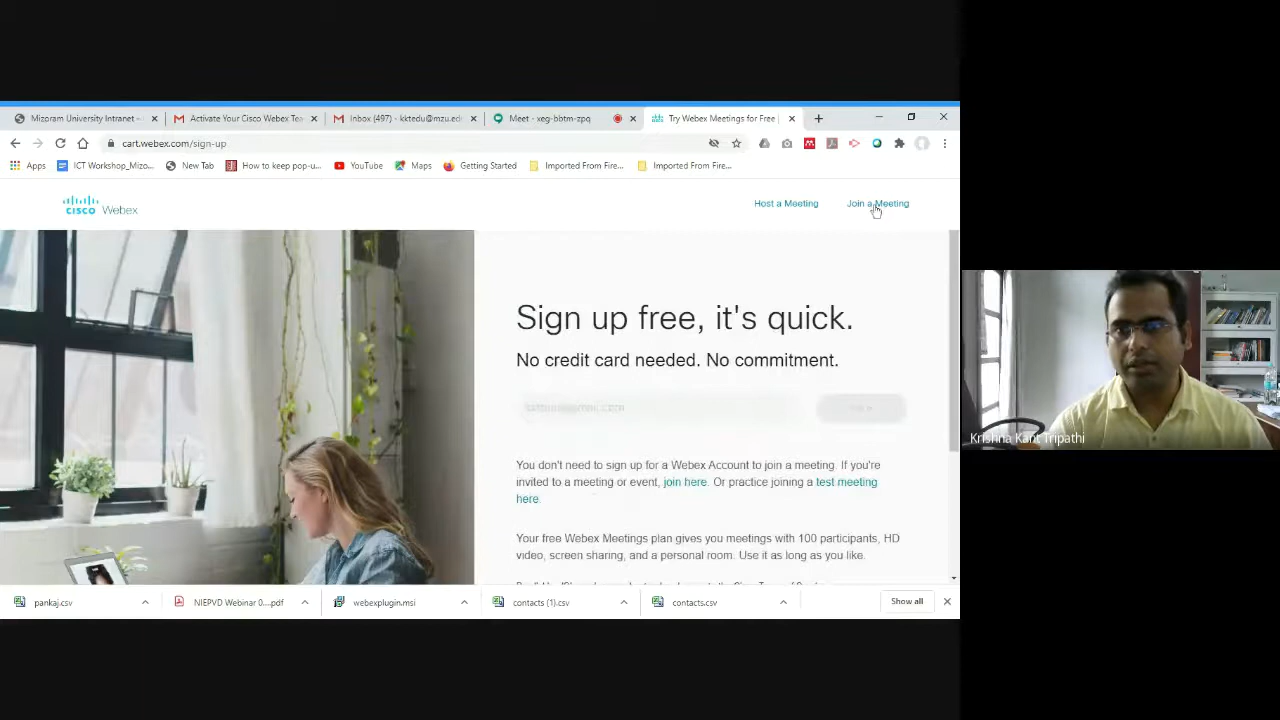 Mizoram University Intranet -
Activate Your Cisco Webex Tea
Inbox (497) - kktedu@mzu.ed
Meet - xeg-bbtm-zpq
Try Webex Meetings for Free |
cart.webex.com/sign-up
Apps
ICT Workshop_Mizo...
New Tab
How to keep pop-u...
YouTube
Maps
Getting Started
Imported From Fire...
Imported From Fire...
CISCO Webex
Host a Meeting
Join a Meeting
Sign up free, it's quick.
No credit card needed. No commitment.
You don't need to sign up for a Webex Account to join a meeting. If you're
invited to a meeting or event, join here. Or practice joining a test meeting
here.
Your free Webex Meetings plan gives you meetings with 100 participants, HD
video, screen sharing, and a personal room. Use it as long as you like.
pankaj.csv
NIEPVD Webinar 0....pdf
webexplugin.msi
contacts (1).csv
contacts.csv
Show all
Krishna Kant Tripathi